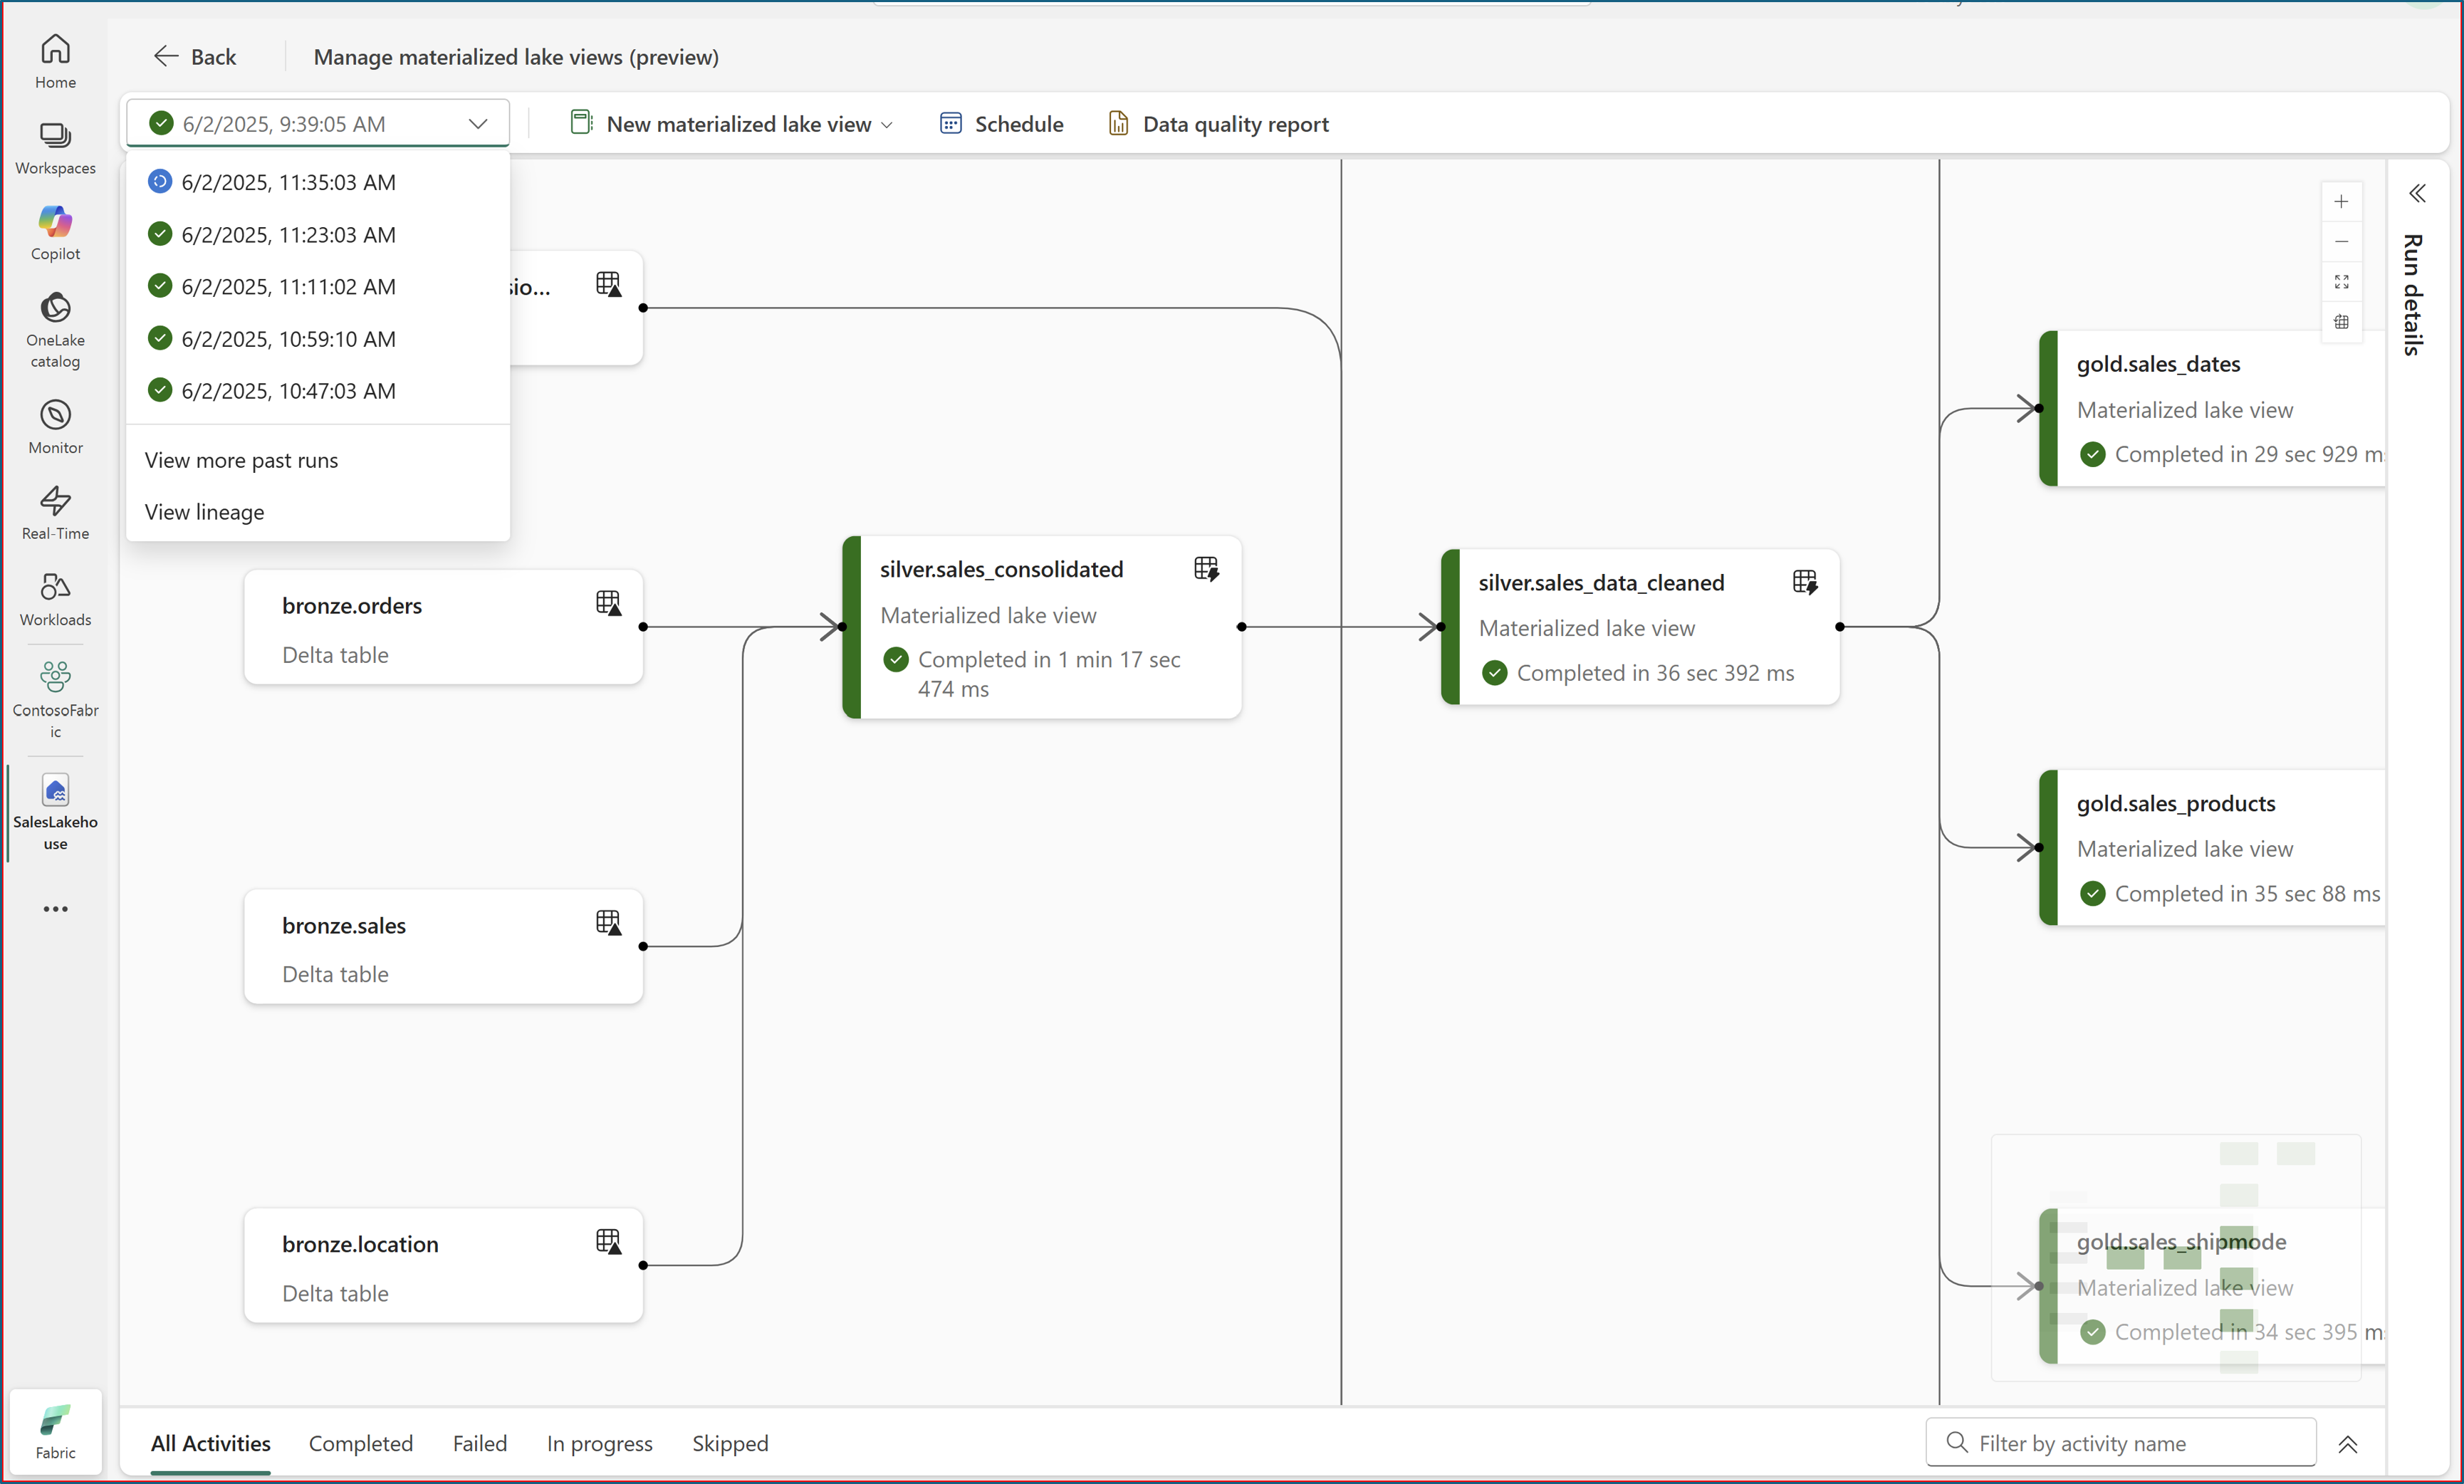 Home
Workspaces
Copilot
OneLake
catalog
Monitor
Real-Time
Workloads
ContosoFabr
ic
SalesLakeho
use
Fabric
Back
Manage materialized lake views (preview)
6/2/2025, 9:39:05 AM
New materialized lake view
Schedule
Data quality report
6/2/2025, 11:35:03 AM
6/2/2025, 11:23:03 AM
6/2/2025, 11:11:02 AM
6/2/2025, 10:59:10 AM
6/2/2025, 10:47:03 AM
View more past runs
View lineage
sio...
bronze.orders
Delta table
bronze.sales
Delta table
bronze.location
Delta table
silver.sales_consolidated
Materialized lake view
Completed in 1 min 17 sec
474 ms
silver.sales_data_cleaned
Materialized lake view
Completed in 36 sec 392 ms
gold.sales_dates
Materialized lake view
Completed in 29 sec 929 m
gold.sales_products
Materialized lake view
Completed in 35 sec 88 ms
gold.sales_shipmode
Materialized lake view
Completed in 34 sec 395 m
Run details
All Activities
Completed
Failed
In progress
Skipped
Filter by activity name